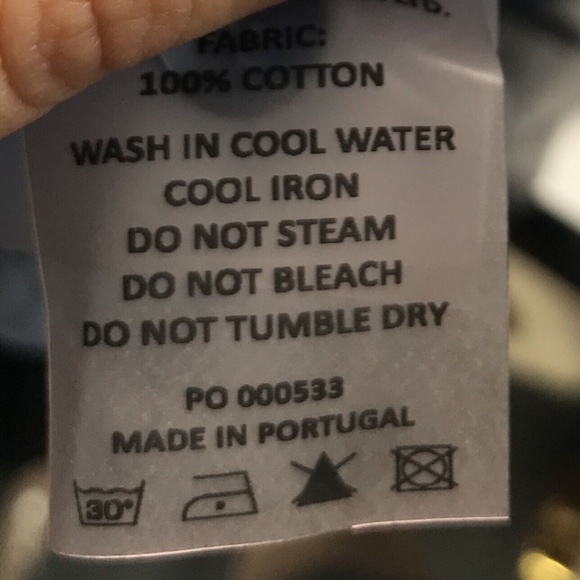 FABRIC:
100% COTTON
WASH IN COOL WATER
COOL IRON
DO NOT STEAM
DO NOT BLEACH
DO NOT TUMBLE DRY
PO 000533
MADE IN PORTUGAL
30°